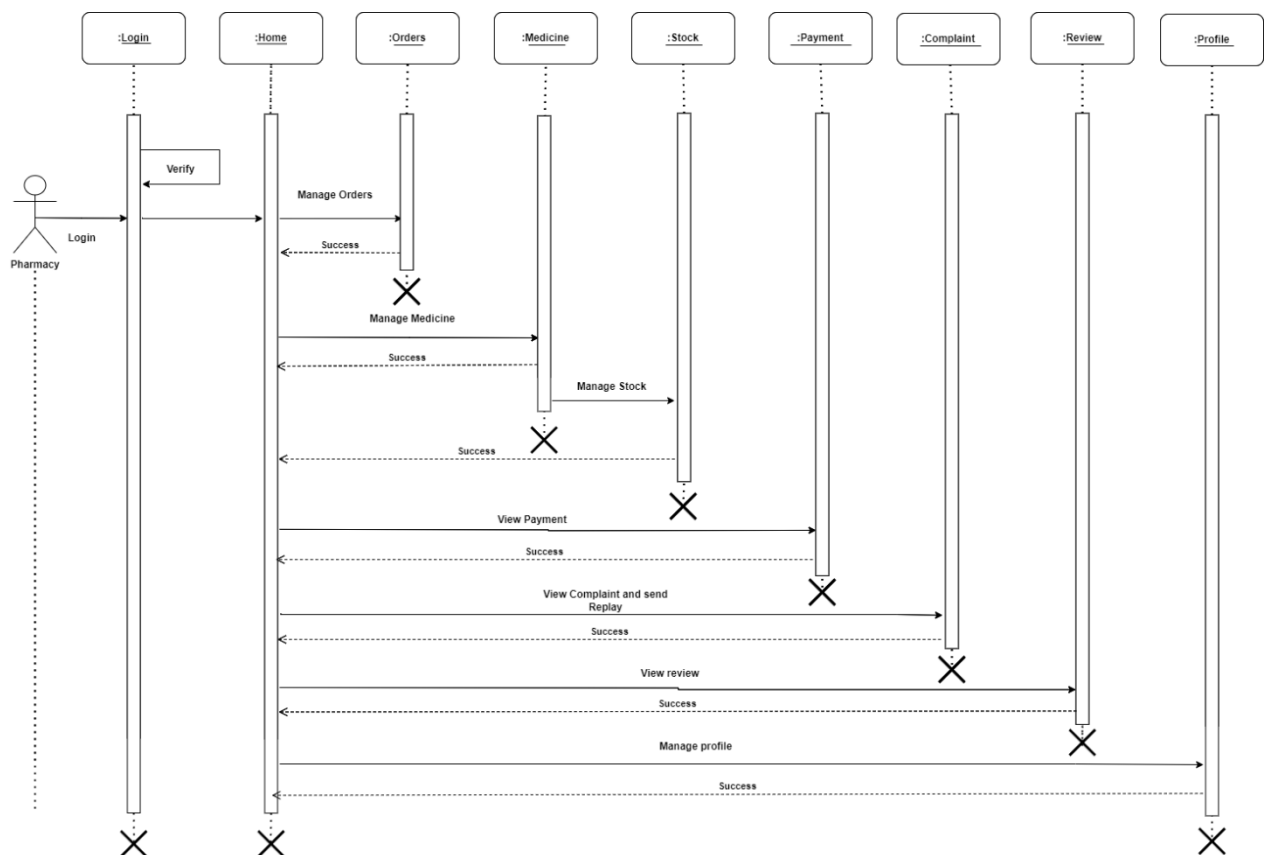 :Login
:Home
:Orders
:Medicine
:Stock
:Payment
:Complaint
:Review
:Profile
Verify
Manage Orders
Login
Success
Pharmacy
Manage Medicine
Success
Manage Stock
Success
View Payment
Success
View Complaint and send
Replay
Success
View review
Success
Manage profile
Success